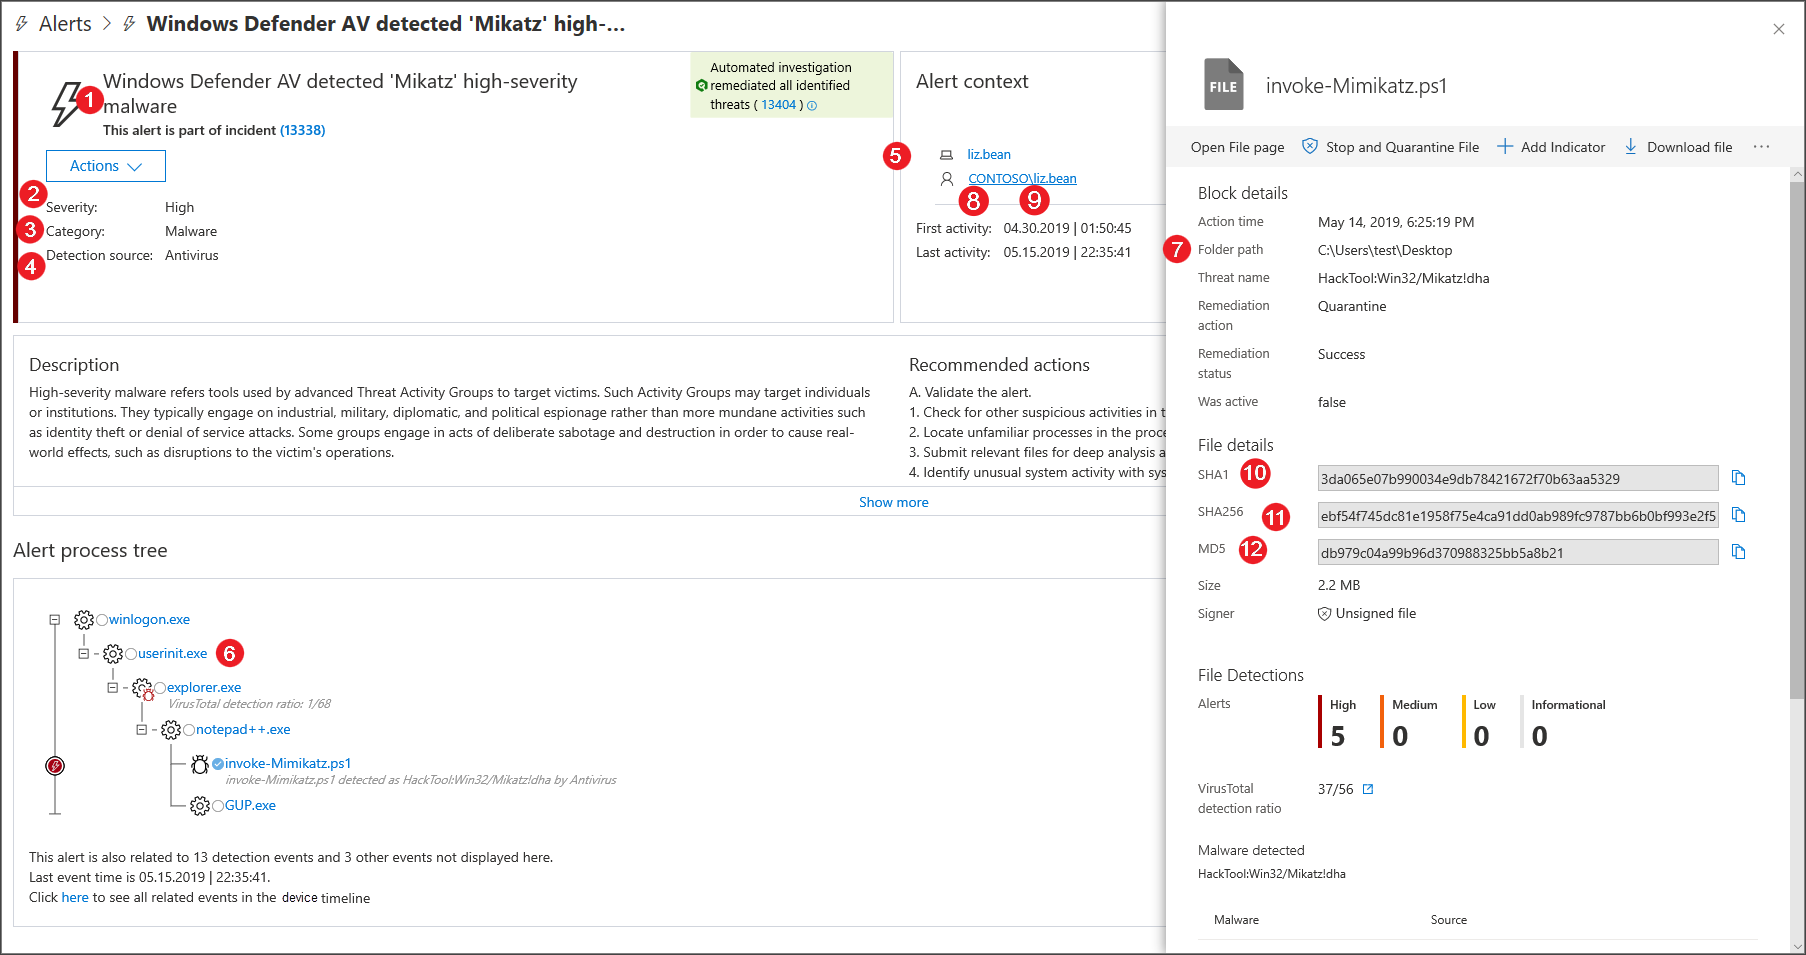 Alerts > Windows Defender AV detected 'Mikatz' high-...
Windows Defender AV detected 'Mikatz' high-severity
1
malware
This alert is part of incident (13338)
Automated investigation
remediated all identified
threats ( 13404 )
Actions
2
Severity: High
3
Category: Malware
4
Detection source: Antivirus
Alert context
5
liz.bean
CONTOSO\liz.bean
8 9
First activity: 04.30.2019 | 01:50:45
Last activity: 05.15.2019 | 22:35:41
Description
High-severity malware refers tools used by advanced Threat Activity Groups to target victims. Such Activity Groups may target individuals
or institutions. They typically engage on industrial, military, diplomatic, and political espionage rather than more mundane activities such
as identity theft or denial of service attacks. Some groups engage in acts of deliberate sabotage and destruction in order to cause real-
world effects, such as disruptions to the victim's operations.
Recommended actions
A. Validate the alert.
1. Check for other suspicious activities in t
2. Locate unfamiliar processes in the proce
3. Submit relevant files for deep analysis a
4. Identify unusual system activity with sys
Show more
Alert process tree
winlogon.exe
userinit.exe 6
explorer.exe
VirusTotal detection ratio: 1/68
notepad++.exe
invoke-Mimikatz.ps1
invoke-Mimikatz.ps1 detected as HackTool:Win32/Mikatz!dha by Antivirus
GUP.exe
This alert is also related to 13 detection events and 3 other events not displayed here.
Last event time is 05.15.2019 | 22:35:41.
Click here to see all related events in the device timeline
FILE
invoke-Mimikatz.ps1
Open File page Stop and Quarantine File Add Indicator Download file ...
Block details
Action time May 14, 2019, 6:25:19 PM
7 Folder path C:\Users\test\Desktop
Threat name HackTool:Win32/Mikatz!dha
Remediation Quarantine
action
Remediation Success
status
Was active false
File details
SHA1 10 3da065e07b990034e9db78421672f70b63aa5329
SHA256 11 ebf54f745dc81e1958f75e4ca91dd0ab989fc9787bb6b0bf993e2f5
MD5 12 db979c04a99b96d370988325bb5a8b21
Size 2.2 MB
Signer Unsigned file
File Detections
Alerts High Medium Low Informational
5 0 0 0
VirusTotal 37/56
detection ratio
Malware detected
HackTool:Win32/Mikatz!dha
Malware Source